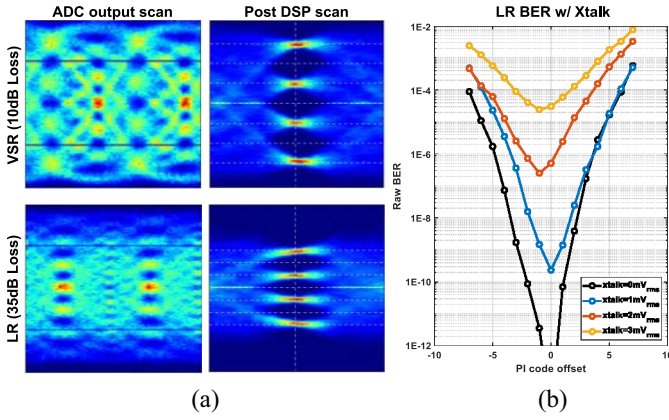 ADC output scan
Post DSP scan
VSR (10dB Loss)
LR (35dB Loss)
(a)
LR BER w/ Xtalk
Raw BER
1E-2
1E-4
1E-6
1E-8
1E-10
1E-12
-10
-5
0
5
10
PI code offset
xtalk=0mVrms
xtalk=1mVrms
xtalk=2mVrms
xtalk=3mVrms
(b)